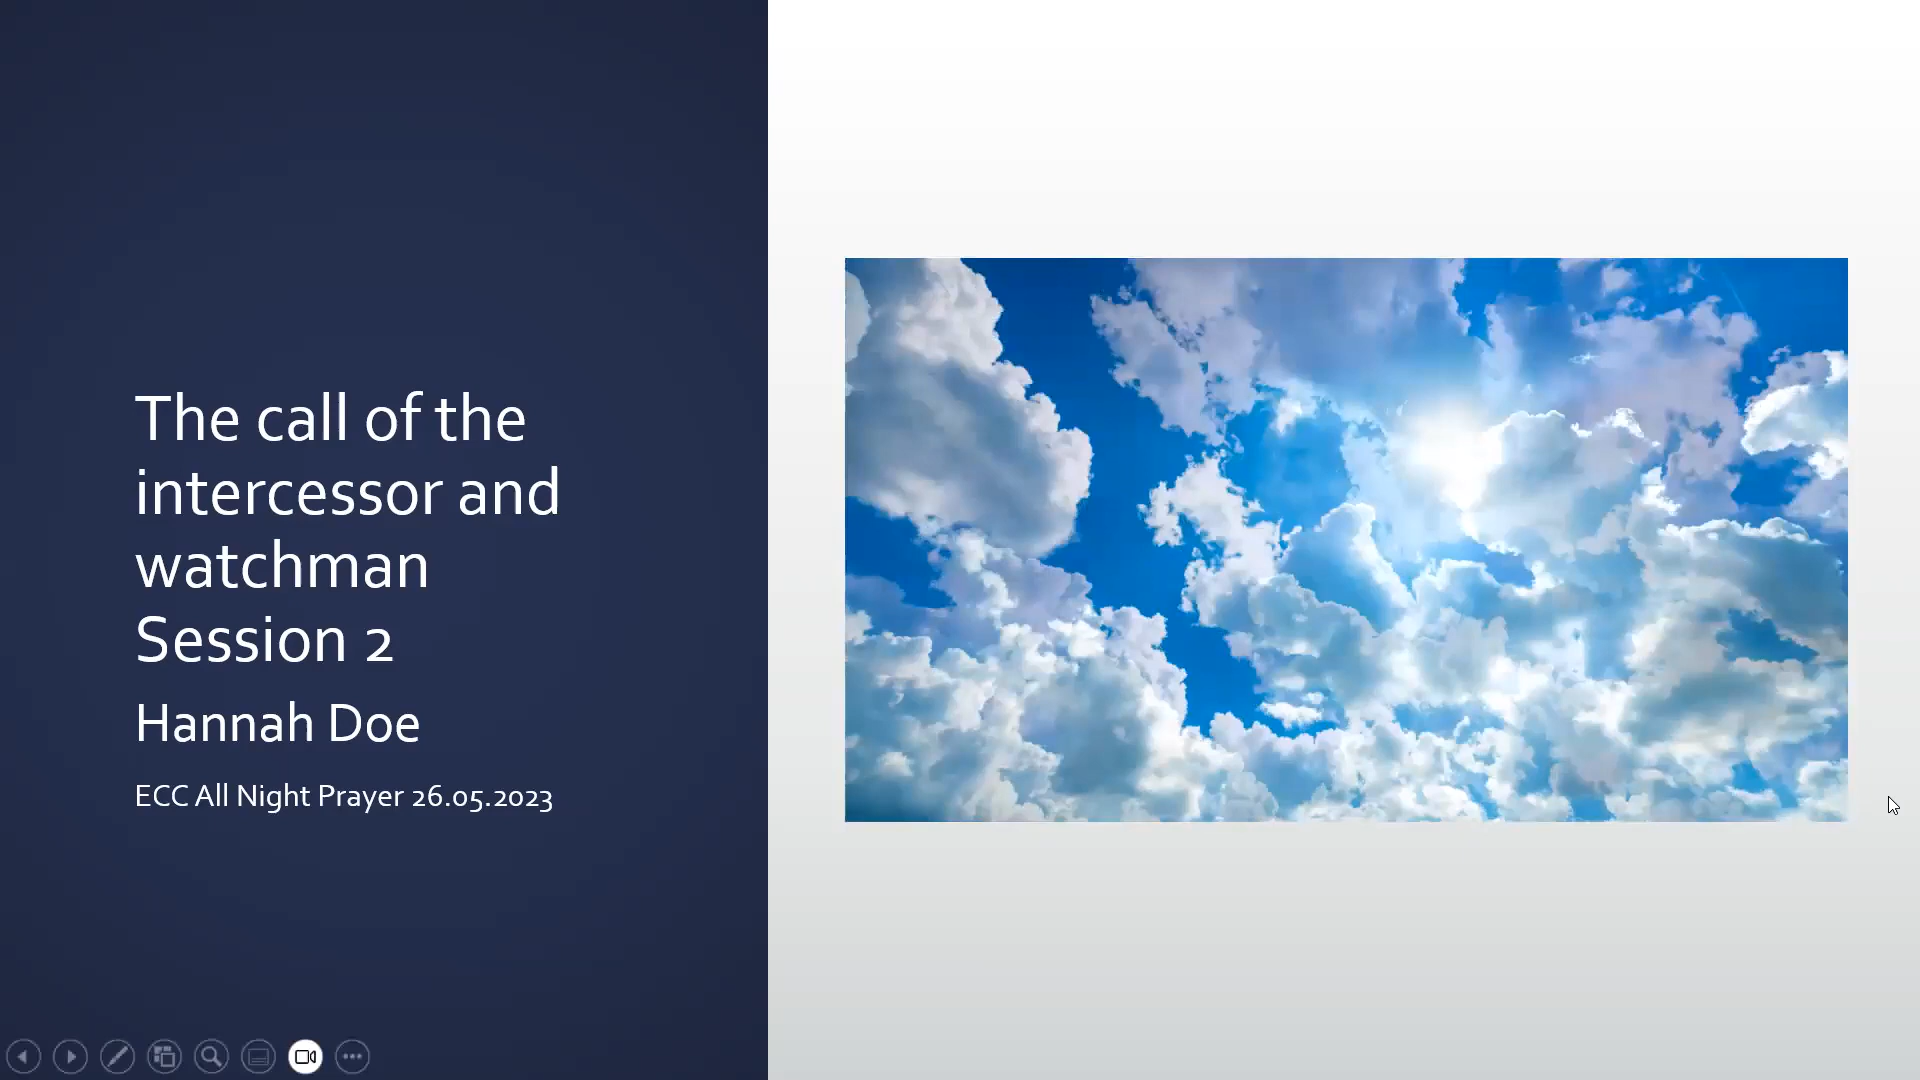 The call of the
intercessor and
watchman
Session 2
Hannah Doe
ECC All Night Prayer 26.05.2023